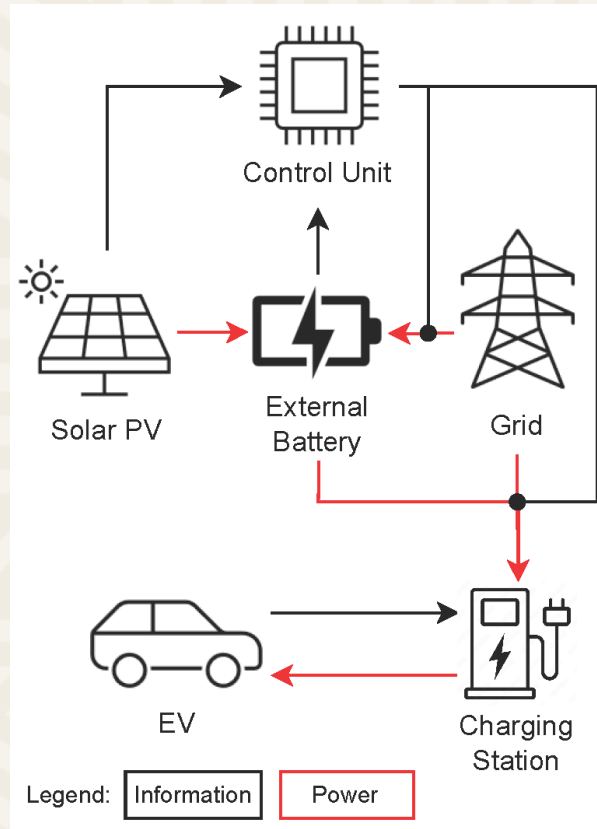 Control Unit
Solar PV
External
Battery
Grid
EV
Charging
Station
Legend: Information Power